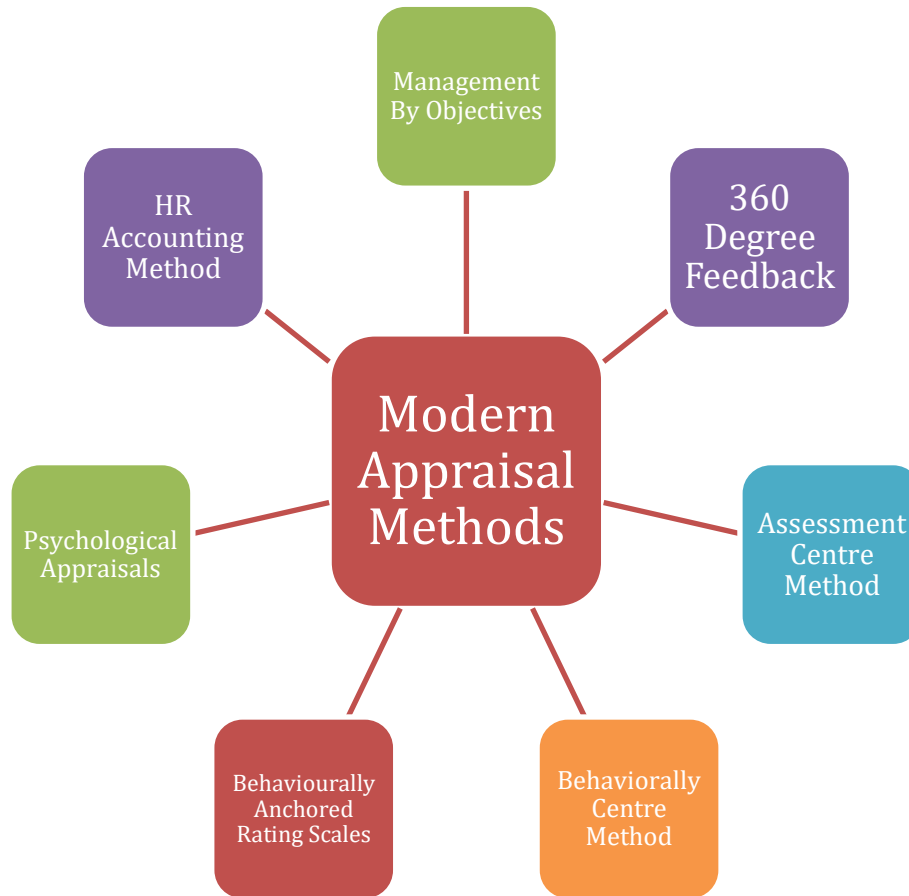 Management
By Objectives
360
Degree
Feedback
Assessment
Centre
Method
Behaviorally
Centre
Method
Behaviourally
Anchored
Rating Scales
Psychological
Appraisals
HR
Accounting
Method
Modern
Appraisal
Methods